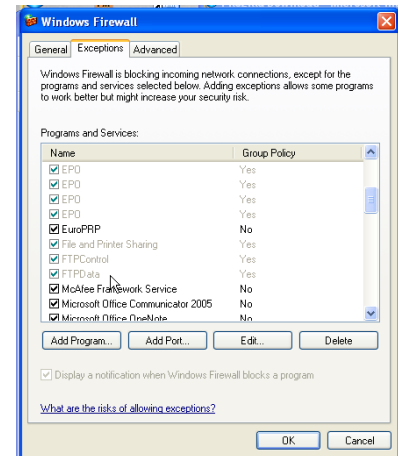 Windows Firewall
General Exceptions Advanced
Windows Firewall is blocking incoming network connections, except for the
programs and services selected below. Adding exceptions allows some programs
to work better but might increase your security risk.
Programs and Services:
Name Group Policy
EPO Yes
EPO Yes
EPO Yes
EPO Yes
EuroPRP No
File and Printer Sharing Yes
FTPControl Yes
FTPData Yes
McAfee Framework Service No
Microsoft Office Communicator 2005 No
Microsoft Office OneNote No
Add Program... Add Port... Edit... Delete
Display a notification when Windows Firewall blocks a program
What are the risks of allowing exceptions?
OK Cancel